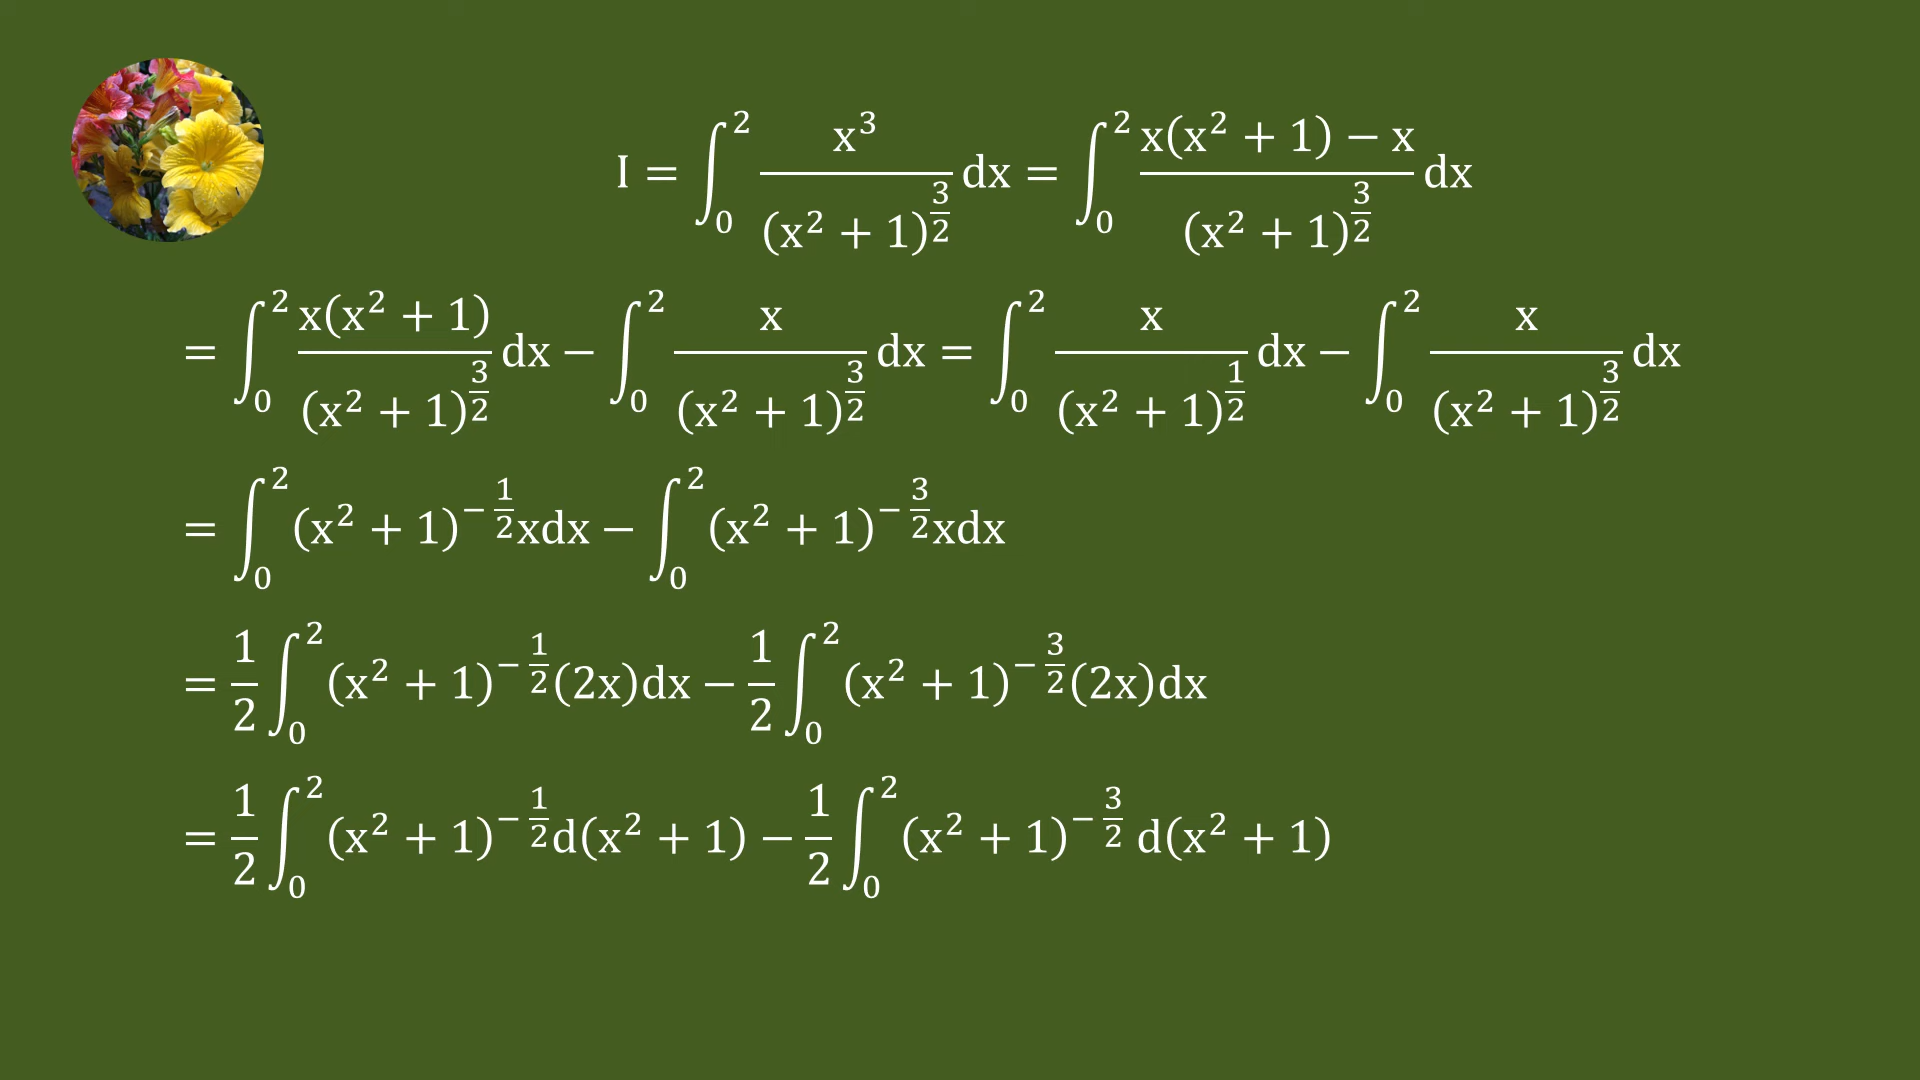 I = ∫₀² x³/(x² + 1)^(3/2) dx = ∫₀² (x(x² + 1) − x)/(x² + 1)^(3/2) dx
= ∫₀² x(x² + 1)/(x² + 1)^(3/2) dx − ∫₀² x/(x² + 1)^(3/2) dx = ∫₀² x/(x² + 1)^(1/2) dx − ∫₀² x/(x² + 1)^(3/2) dx
= ∫₀² (x² + 1)^(−1/2) xdx − ∫₀² (x² + 1)^(−3/2) xdx
= 1/2 ∫₀² (x² + 1)^(−1/2) (2x)dx − 1/2 ∫₀² (x² + 1)^(−3/2) (2x)dx
= 1/2 ∫₀² (x² + 1)^(−1/2) d(x² + 1) − 1/2 ∫₀² (x² + 1)^(−3/2) d(x² + 1)